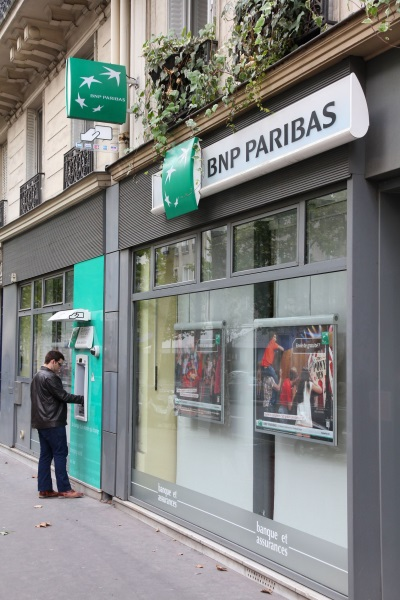 BNP PARIBAS
BNP PARIBAS
banque et
assurances
banque et
assurances